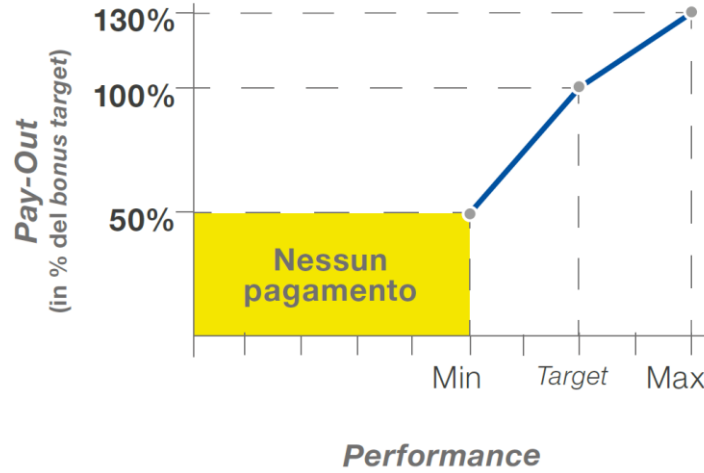 130%
100%
50%
Pay-Out
(in % del bonus target)
Nessun
pagamento
Min
Target
Max
Performance